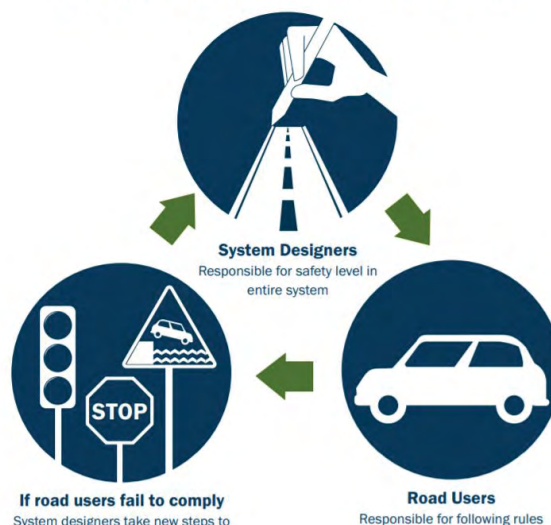 System Designers
Responsible for safety level in
entire system
STOP
If road users fail to comply
System designers take new steps to
Road Users
Responsible for following rules